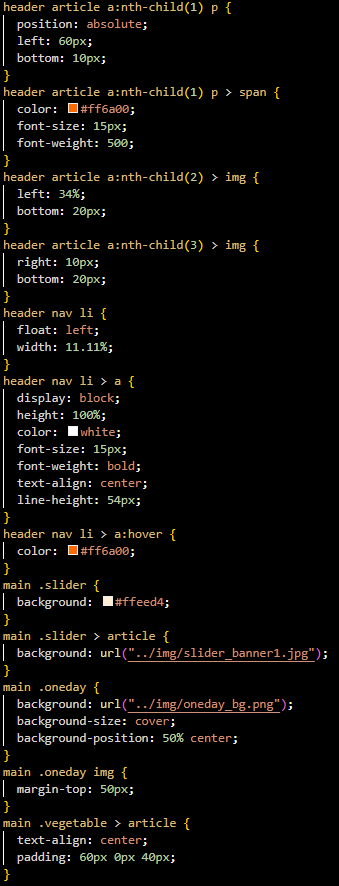 header article a:nth-child(1) p {
position: absolute;
left: 60px;
bottom: 10px;
}
header article a:nth-child(1) p > span {
color: #ff6a00;
font-size: 15px;
font-weight: 500;
}
header article a:nth-child(2) > img {
left: 34%;
bottom: 20px;
}
header article a:nth-child(3) > img {
right: 10px;
bottom: 20px;
}
header nav li {
float: left;
width: 11.11%;
}
header nav li > a {
display: block;
height: 100%;
color: white;
font-size: 15px;
font-weight: bold;
text-align: center;
line-height: 54px;
}
header nav li > a:hover {
color: #ff6a00;
}
main .slider {
background: #ffeed4;
}
main .slider > article {
background: url("../img/slider_banner1.jpg");
}
main .oneday {
background: url("../img/oneday_bg.png");
background-size: cover;
background-position: 50% center;
}
main .oneday img {
margin-top: 50px;
}
main .vegetable > article {
text-align: center;
padding: 60px 0px 40px;
}